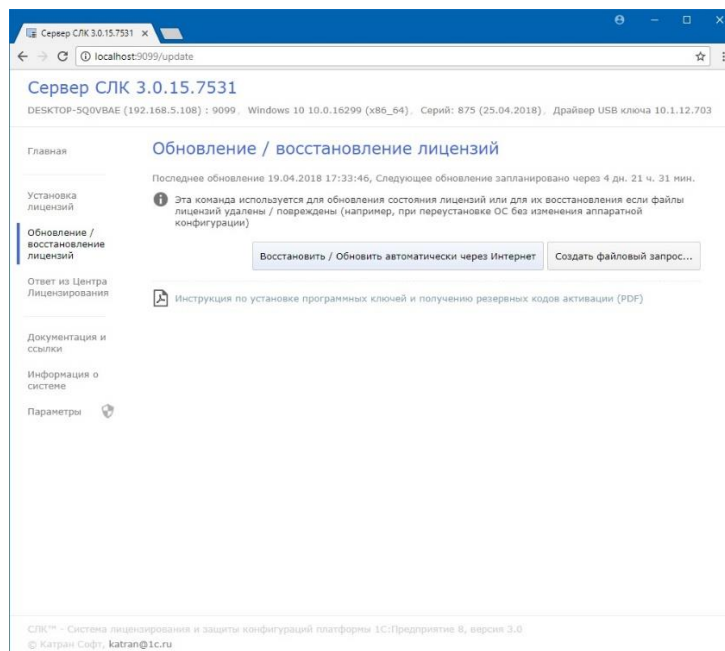 Сервер СЛК 3.0.15.7531
localhost:9099/update
Сервер СЛК 3.0.15.7531
DESKTOP-5Q0VBAE (192.168.5.108) : 9099, Windows 10 10.0.16299 (x86_64), Серий: 875 (25.04.2018), Драйвер USB ключа 10.1.12.703
Главная
Установка
лицензий
Обновление /
восстановление
лицензий
Ответ из Центра
Лицензирования
Документация и
ссылки
Информация о
системе
Параметры
Обновление / восстановление лицензий
Последнее обновление 19.04.2018 17:33:46, Следующее обновление запланировано через 4 дн. 21 ч. 31 мин.
Эта команда используется для обновления состояния лицензий или для их восстановления если файлы
лицензий удалены / повреждены (например, при переустановке ОС без изменения аппаратной
конфигурации)
Восстановить / Обновить автоматически через Интернет
Создать файловый запрос...
Инструкция по установке программных ключей и получению резервных кодов активации (PDF)
СЛК™ - Система лицензирования и защиты конфигураций платформы 1С:Предприятие 8, версия 3.0
© Катран Софт, katran@1c.ru